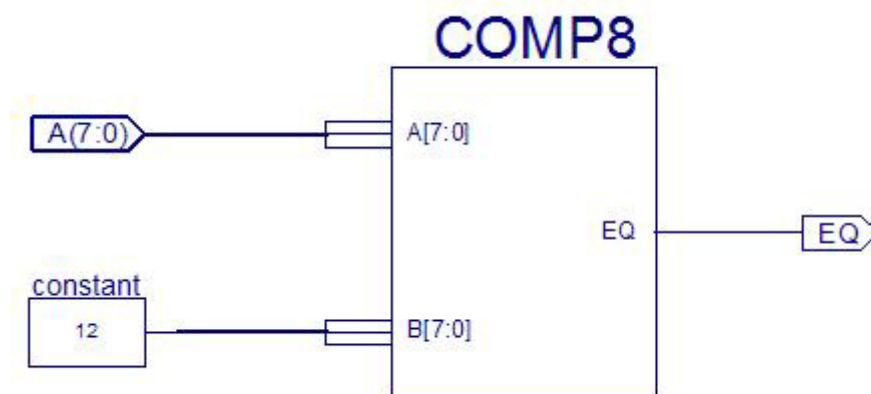 COMP8
A(7:0)
A[7:0]
EQ
EQ
constant
12
B[7:0]